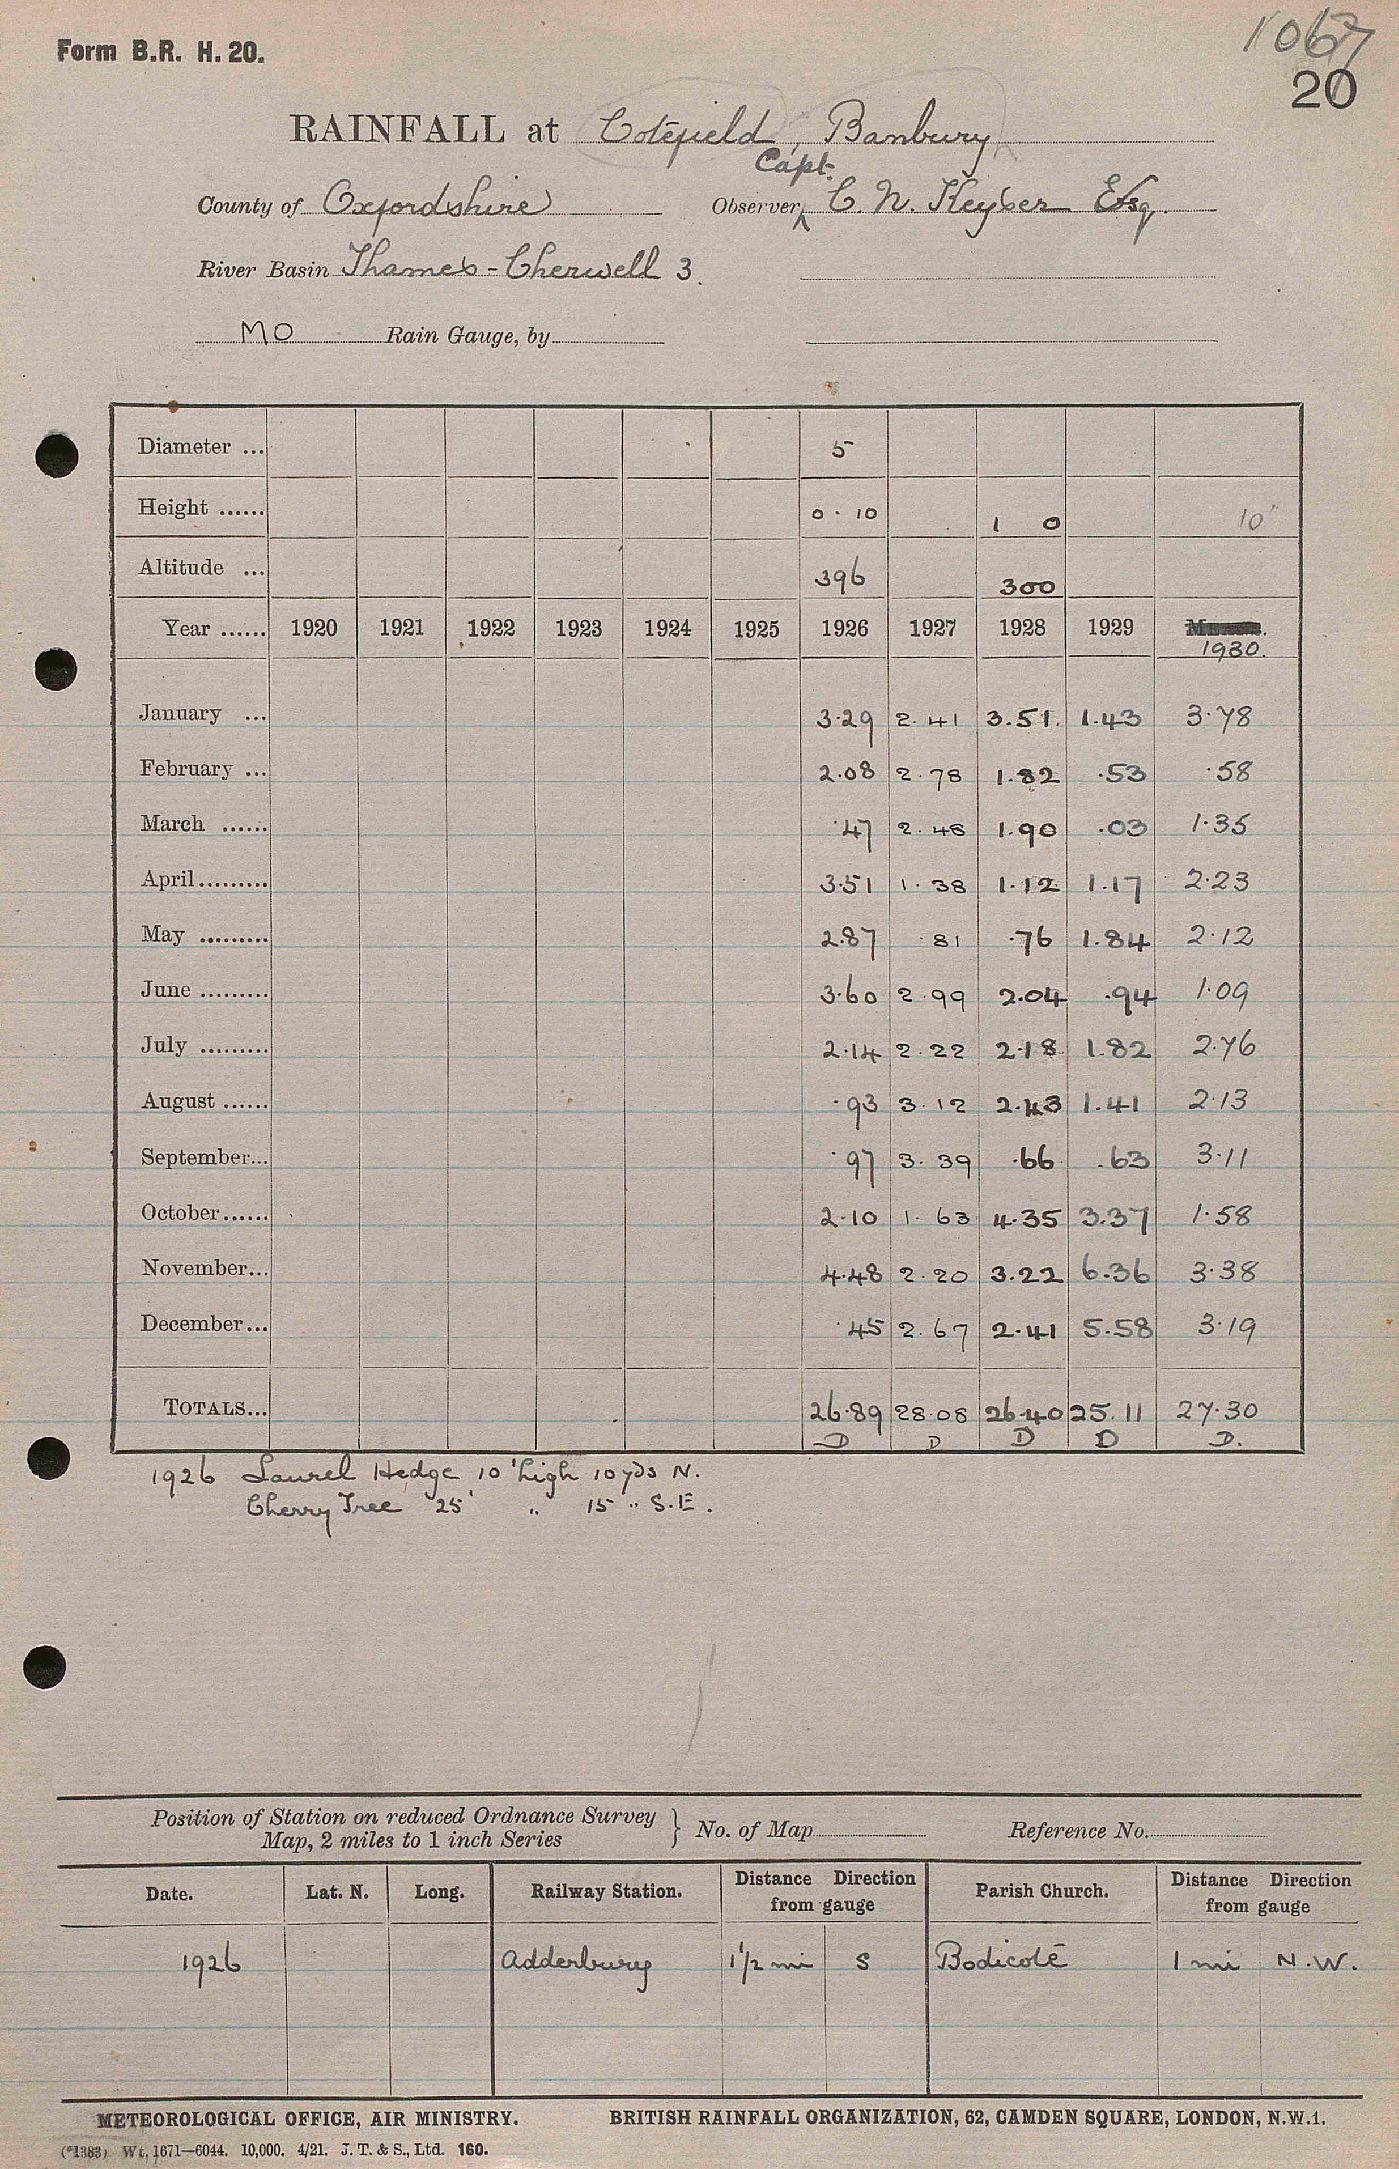 1067
Form B.R. H. 20.
20
RAINFALL at Cotefield, Banbury
Capt.
County of Oxfordshire Observer C. N. Keyser Esq.
River Basin Thames - Cherwell 3.
MO Rain Gauge, by
Diameter ... 5
Height ...... 0 . 10 1 0 10"
Altitude ... 396 300
Year ...... 1920 1921 1922 1923 1924 1925 1926 1927 1928 1929
1930.
January ... 3.29 2.41 3.51. 1.43 3.78
February ... 2.08 2.78 1.82 .53 .58
March ...... .47 2.48 1.90 .03 1.35
April ......... 3.51 1.38 1.12 1.17 2.23
May ......... 2.87 .81 .76 1.84 2.12
June ......... 3.60 2.99 2.04 .94 1.09
July ......... 2.14 2.22 2.18 1.82 2.76
August ...... .93 3.12 2.43 1.41 2.13
September... .97 3.39 .66 .63 3.11
October...... 2.10 1.63 4.35 3.37 1.58
November... 4.48 2.20 3.22 6.36 3.38
December... .45 2.67 2.41 5.58 3.19
TOTALS... 26.89 28.08 26.40 25.11 27.30
D D D D D.
1926 Laurel Hedge 10' high 10 yds N.
Cherry Tree 25' " 15 " S.E.
Position of Station on reduced Ordnance Survey
Map, 2 miles to 1 inch Series } No. of Map Reference No.
Date. Lat. N. Long. Railway Station. Distance Direction from gauge Parish Church. Distance Direction from gauge
1926 Adderbury 1 1/2 mi S Bodicote 1 mi N.W.
METEOROLOGICAL OFFICE, AIR MINISTRY. BRITISH RAINFALL ORGANIZATION, 62, CAMDEN SQUARE, LONDON, N.W.1.
(*1383) Wt. 1671—6044. 10,000. 4/21. J. T. & S., Ltd. 160.